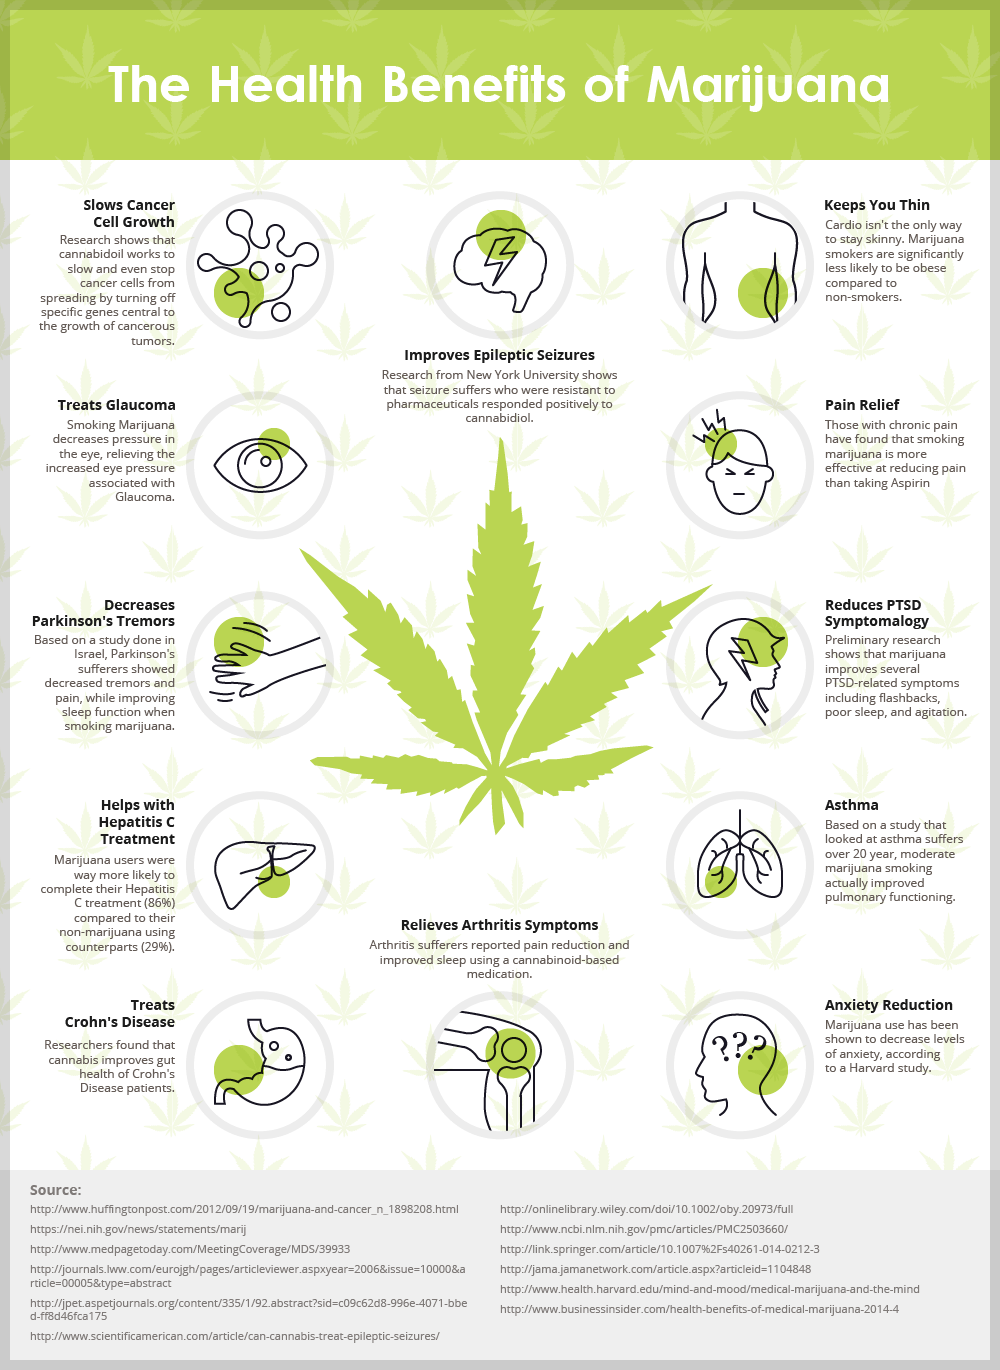 The Health Benefits of Marijuana
Slows Cancer
Cell Growth
Research shows that
cannabidoil works to
slow and even stop
cancer cells from
spreading by turning off
specific genes central to
the growth of cancerous
tumors.
Improves Epileptic Seizures
Research from New York University shows
that seizure suffers who were resistant to
pharmaceuticals responded positively to
cannabidiol.
Keeps You Thin
Cardio isn't the only way
to stay skinny. Marijuana
smokers are significantly
less likely to be obese
compared to
non-smokers.
Treats Glaucoma
Smoking Marijuana
decreases pressure in
the eye, relieving the
increased eye pressure
associated with
Glaucoma.
Pain Relief
Those with chronic pain
have found that smoking
marijuana is more
effective at reducing pain
than taking Aspirin
Decreases
Parkinson's Tremors
Based on a study done in
Israel, Parkinson's
sufferers showed
decreased tremors and
pain, while improving
sleep function when
smoking marijuana.
Reduces PTSD
Symptomalogy
Preliminary research
shows that marijuana
improves several
PTSD-related symptoms
including flashbacks,
poor sleep, and agitation.
Helps with
Hepatitis C
Treatment
Marijuana users were
way more likely to
complete their Hepatitis
C treatment (86%)
compared to their
non-marijuana using
counterparts (29%).
Asthma
Based on a study that
looked at asthma suffers
over 20 year, moderate
marijuana smoking
actually improved
pulmonary functioning.
Relieves Arthritis Symptoms
Arthritis sufferers reported pain reduction and
improved sleep using a cannabinoid-based
medication.
Treats
Crohn's Disease
Researchers found that
cannabis improves gut
health of Crohn's
Disease patients.
???
Anxiety Reduction
Marijuana use has been
shown to decrease levels
of anxiety, according
to a Harvard study.
Source:
http://www.huffingtonpost.com/2012/09/19/marijuana-and-cancer_n_1898208.html
https://nei.nih.gov/news/statements/marij
http://www.medpagetoday.com/MeetingCoverage/MDS/39933
http://journals.lww.com/eurojgh/pages/articleviewer.aspxyear=2006&issue=10000&a
rticle=00005&type=abstract
http://jpet.aspetjournals.org/content/335/1/92.abstract?sid=c09c62d8-996e-4071-bbe
d-ff8d46fca175
http://www.scientificamerican.com/article/can-cannabis-treat-epileptic-seizures/
http://onlinelibrary.wiley.com/doi/10.1002/oby.20973/full
http://www.ncbi.nlm.nih.gov/pmc/articles/PMC2503660/
http://link.springer.com/article/10.1007%2Fs40261-014-0212-3
http://jama.jamanetwork.com/article.aspx?articleid=1104848
http://www.health.harvard.edu/mind-and-mood/medical-marijuana-and-the-mind
http://www.businessinsider.com/health-benefits-of-medical-marijuana-2014-4